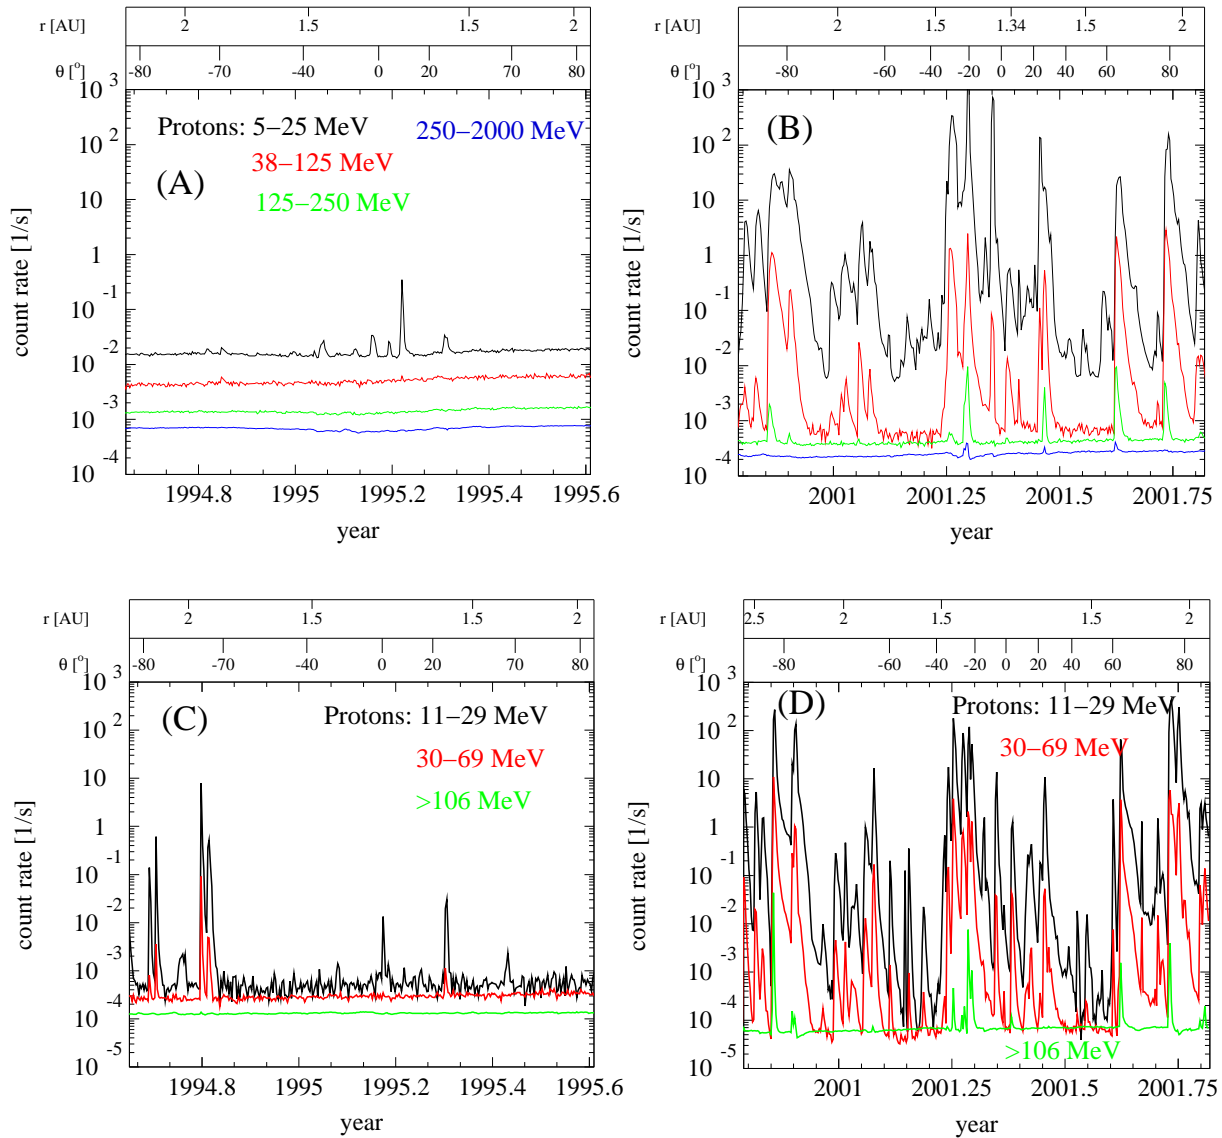 r [AU] 2 1.5 1.5 2
θ [o] -80 -70 -40 0 20 70 80
10 3
10 2
10
1
10 -1
10 -2
10 -3
10 -4
count rate [1/s]
Protons: 5−25 MeV 250−2000 MeV
38−125 MeV
(A)
125−250 MeV
1994.8 1995 1995.2 1995.4 1995.6
year
r [AU] 2 1.5 1.34 1.5 2
θ [o] -80 -60 -40 -20 0 20 40 60 80
10 3
10 2
10
1
10 -1
10 -2
10 -3
10 -4
count rate [1/s]
(B)
2001 2001.25 2001.5 2001.75
year
r [AU] 2 1.5 1.5 2
θ [o] -80 -70 -40 0 20 70 80
10 3
10 2
10
1
10 -1
10 -2
10 -3
10 -4
10 -5
10
count rate [1/s]
(C)
Protons: 11−29 MeV
30−69 MeV
>106 MeV
1994.8 1995 1995.2 1995.4 1995.6
year
r [AU] 2.5 2 1.5 1.5 2
θ [o] -80 -60 -40 -20 0 20 40 60 80
10 3
10 2
10
1
10 -1
10 -2
10 -3
10 -4
10 -5
10
count rate [1/s]
(D)
Protons: 11−29 MeV
30−69 MeV
>106 MeV
2001 2001.25 2001.5 2001.75
year